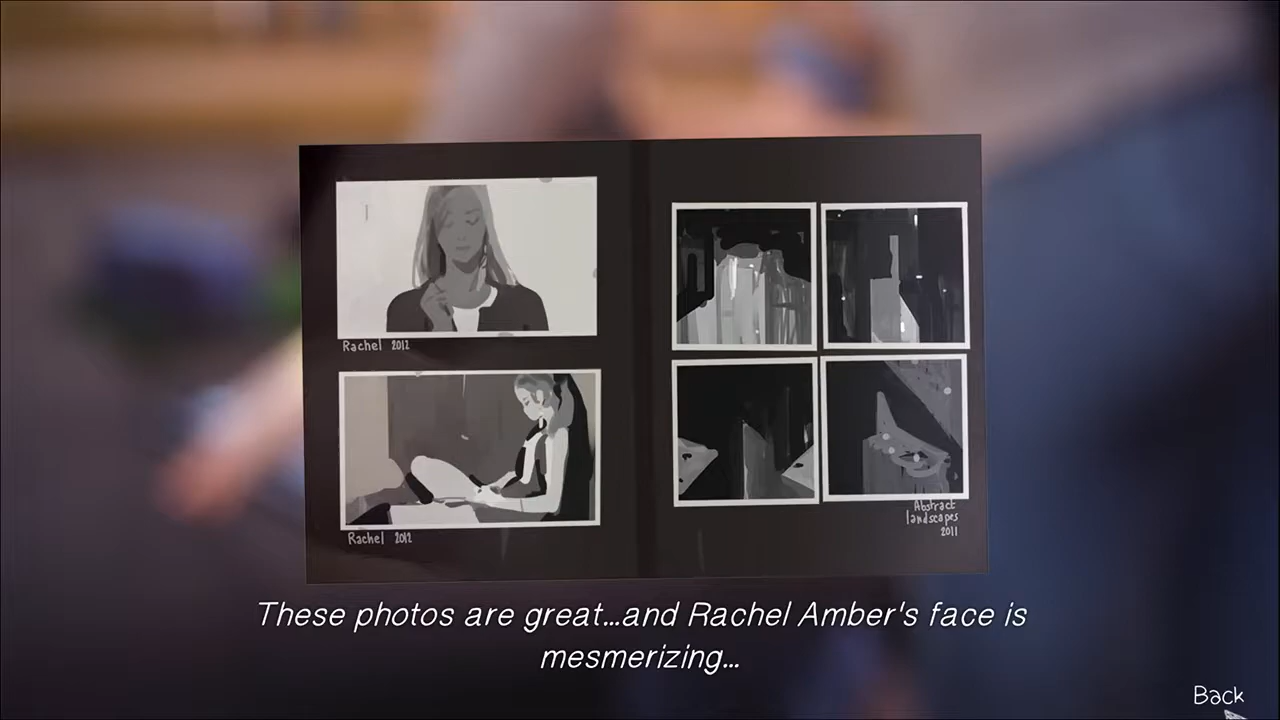 Rachel 2012
Rachel 2012
Abstract
landscapes
2011
These photos are great...and Rachel Amber's face is
mesmerizing...
Back